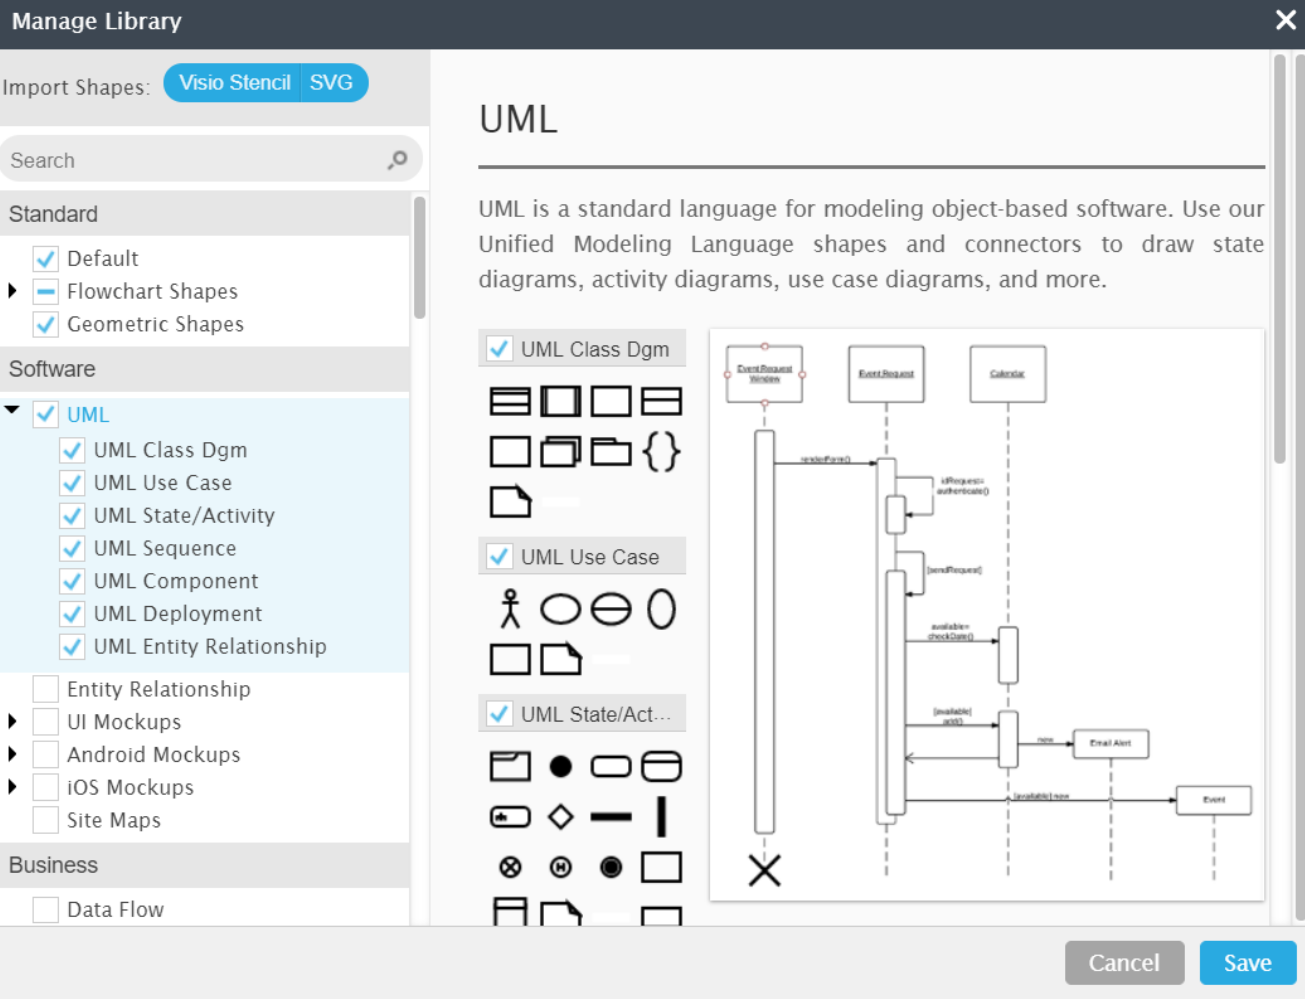 Manage Library
Import Shapes:
Visio Stencil
SVG
Search
Standard
Default
Flowchart Shapes
Geometric Shapes
Software
UML
UML Class Dgm
UML Use Case
UML State/Activity
UML Sequence
UML Component
UML Deployment
UML Entity Relationship
Entity Relationship
UI Mockups
Android Mockups
iOS Mockups
Site Maps
Business
Data Flow
UML
UML is a standard language for modeling object-based software. Use our
Unified Modeling Language shapes and connectors to draw state
diagrams, activity diagrams, use case diagrams, and more.
UML Class Dgm
UML Use Case
UML State/Act...
Event Request
Window
Event Request
Calendar
renderForm()
idRequest=
authenticate()
[sendRequest]
available=
checkDate()
[available]
add()
new
Email Alert
[available] new
Event
Cancel
Save